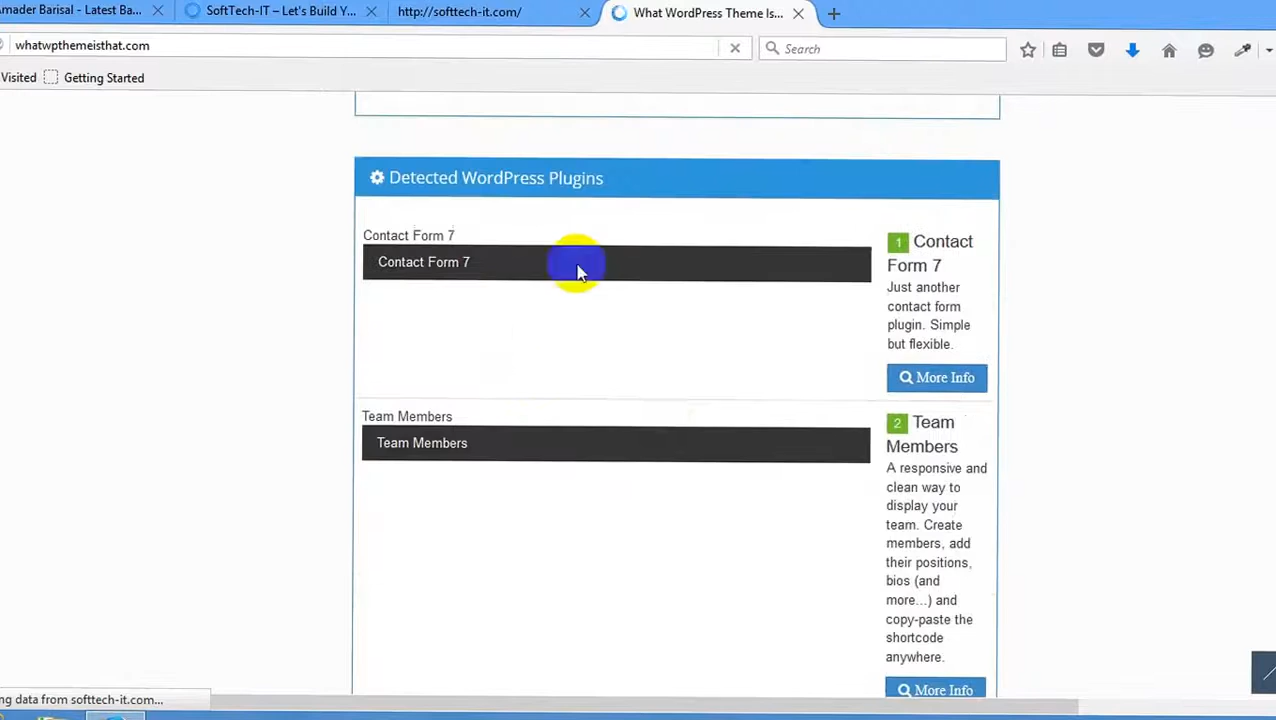 Amader Barisal - Latest Ba...
SoftTech-IT – Let's Build Y...
http://softtech-it.com/
What WordPress Theme Is...
whatwpthemeisthat.com
Search
Visited
Getting Started
Detected WordPress Plugins
Contact Form 7
Contact Form 7
1 Contact
Form 7
Just another
contact form
plugin. Simple
but flexible.
More Info
Team Members
Team Members
2 Team
Members
A responsive and
clean way to
display your
team. Create
members, add
their positions,
bios (and
more...) and
copy-paste the
shortcode
anywhere.
More Info
ng data from softtech-it.com...